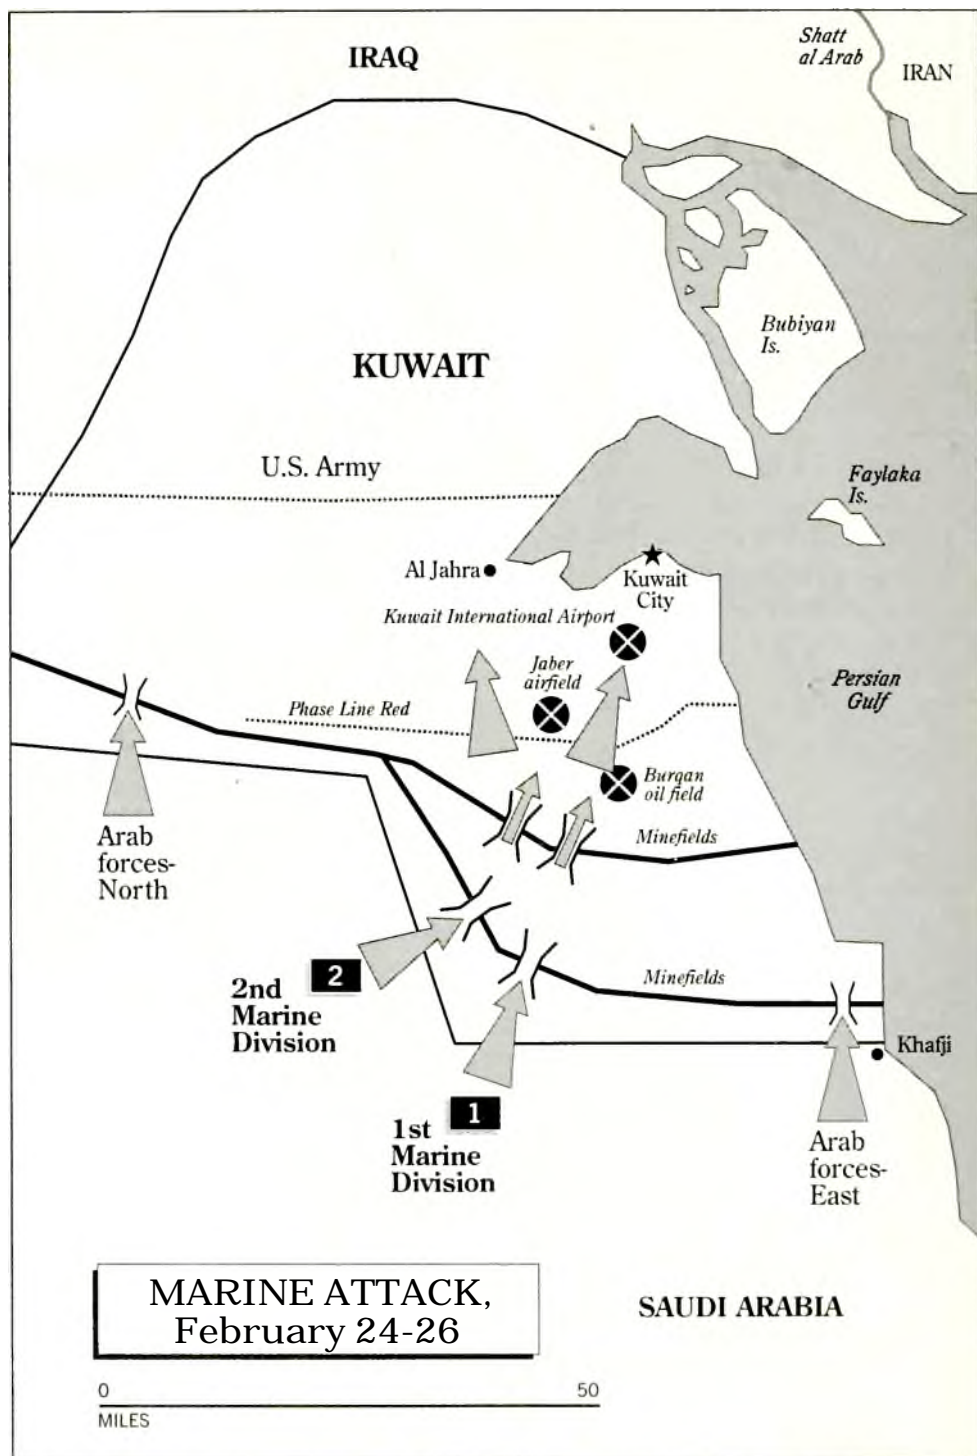 Shatt
al Arab
IRAN
IRAQ
Bubiyan
Is.
KUWAIT
U.S. Army
Faylaka
Is.
Al Jahra
Kuwait
City
Kuwait International Airport
Jaber
airfield
Persian
Gulf
Phase Line Red
Burqan
oil field
Minefields
Arab
forces-
North
2
2nd
Marine
Division
Minefields
Khafji
1
1st
Marine
Division
Arab
forces-
East
MARINE ATTACK,
February 24-26
SAUDI ARABIA
0 50
MILES